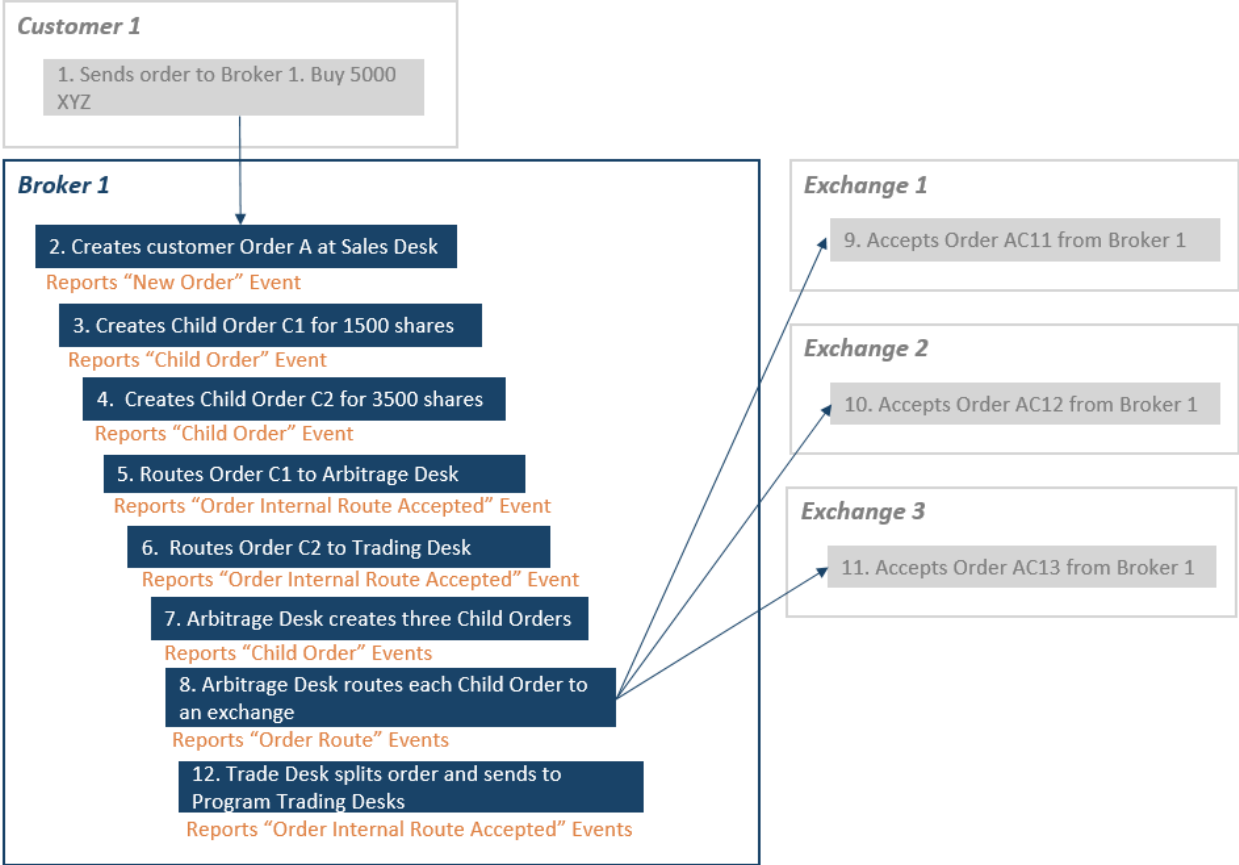 Customer 1
1. Sends order to Broker 1. Buy 5000
XYZ
Broker 1
2. Creates customer Order A at Sales Desk
Reports “New Order” Event
3. Creates Child Order C1 for 1500 shares
Reports “Child Order” Event
4. Creates Child Order C2 for 3500 shares
Reports “Child Order” Event
5. Routes Order C1 to Arbitrage Desk
Reports “Order Internal Route Accepted” Event
6. Routes Order C2 to Trading Desk
Reports “Order Internal Route Accepted” Event
7. Arbitrage Desk creates three Child Orders
Reports “Child Order” Events
8. Arbitrage Desk routes each Child Order to
an exchange
Reports “Order Route” Events
12. Trade Desk splits order and sends to
Program Trading Desks
Reports “Order Internal Route Accepted” Events
Exchange 1
9. Accepts Order AC11 from Broker 1
Exchange 2
10. Accepts Order AC12 from Broker 1
Exchange 3
11. Accepts Order AC13 from Broker 1